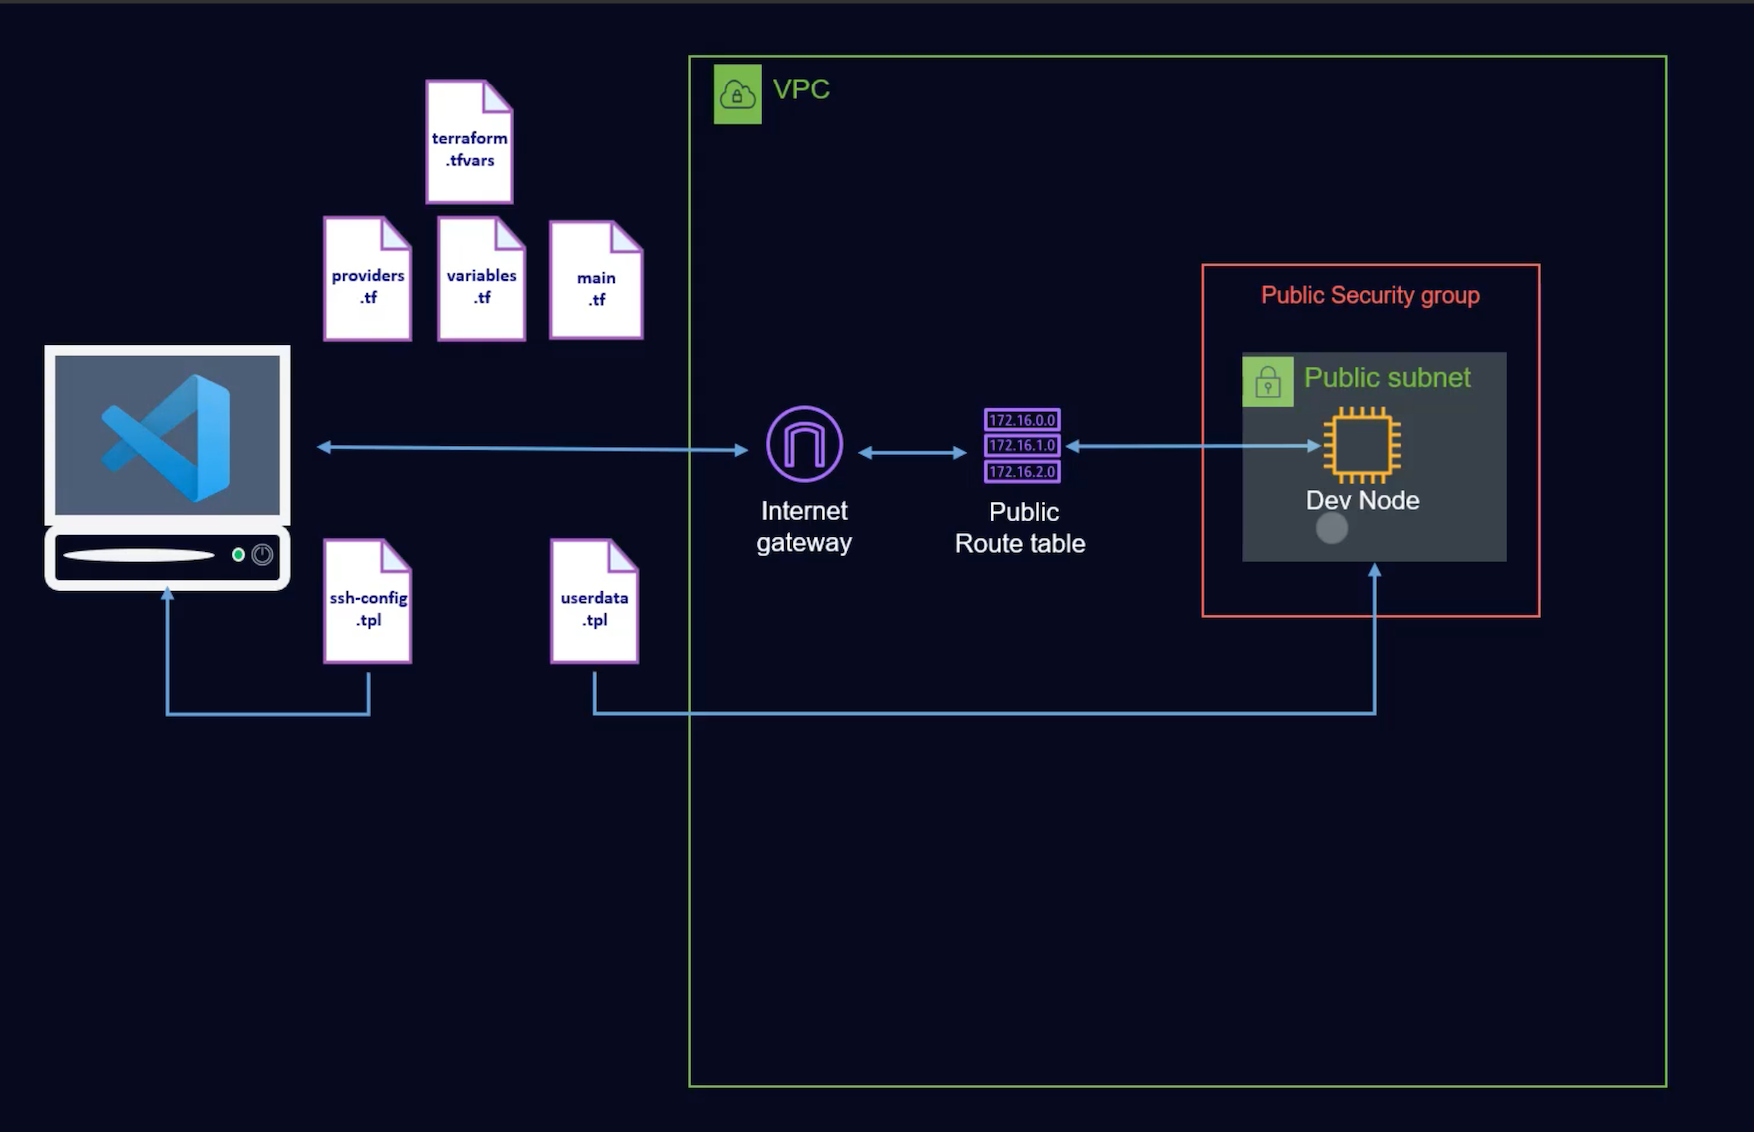 VPC
terraform
.tfvars
providers
.tf
variables
.tf
main
.tf
Public Security group
Public subnet
172.16.0.0
172.16.1.0
172.16.2.0
Dev Node
Internet
gateway
Public
Route table
ssh-config
.tpl
userdata
.tpl